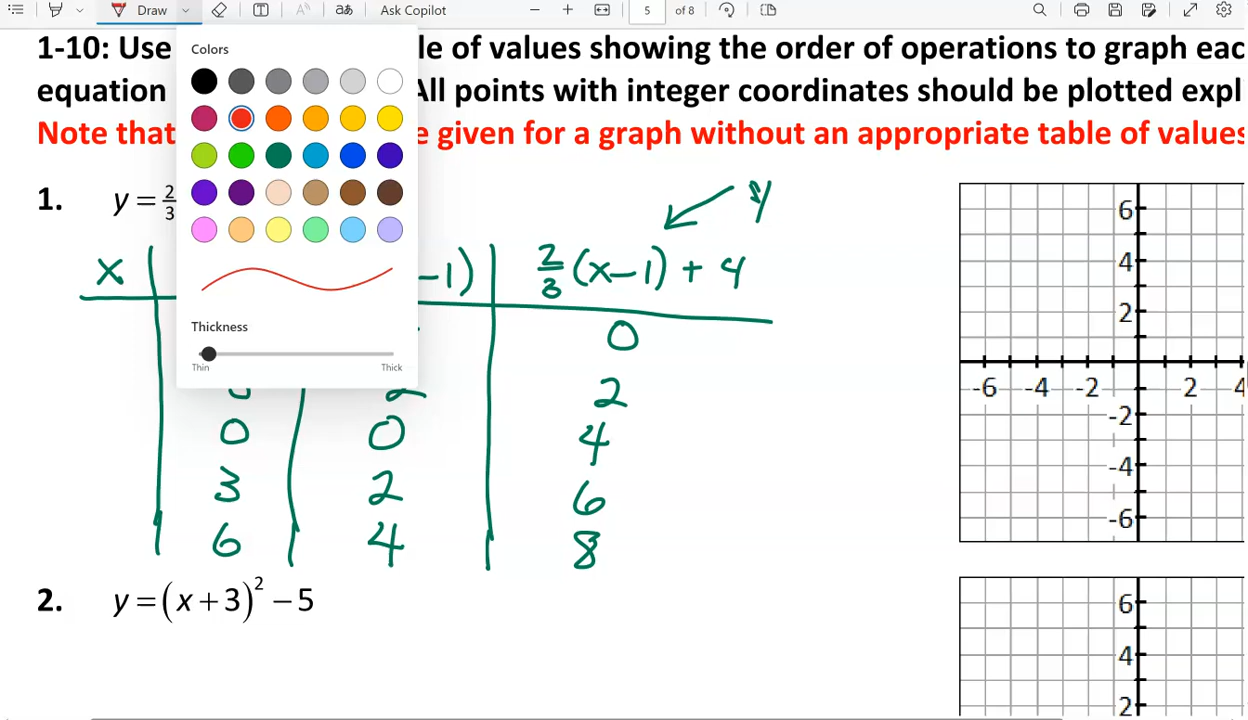 Draw Ask Copilot 5 of 8
Colors
Thickness
Thin Thick
1-10: Use le of values showing the order of operations to graph eac
equation All points with integer coordinates should be plotted expl
Note that e given for a graph without an appropriate table of values
1. y = 2/3
y
x −1) 2/3 (x−1) + 4
0
2 2
0 0 4
3 2 6
6 4 8
2. y = (x+3)² −5
6
4
2
-6 -4 -2 2 4
-2
-4
-6
6
4
2